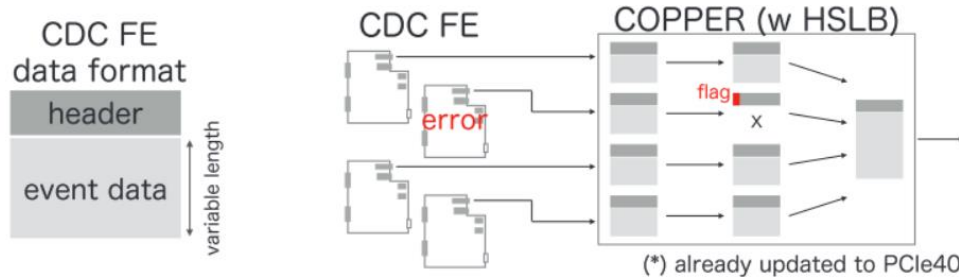 CDC FE
data format
header
event data
variable length
CDC FE
error
COPPER (w HSLB)
flag
x
(*) already updated to PCIe40